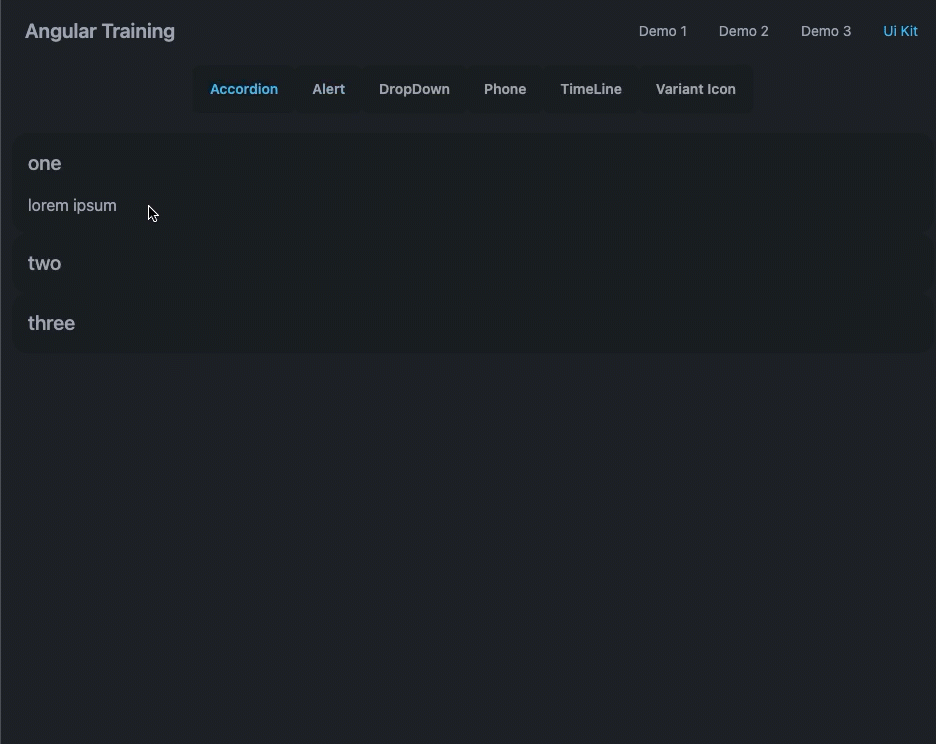 Angular Training
Demo 1 Demo 2 Demo 3 Ui Kit
Accordion Alert DropDown Phone TimeLine Variant Icon
one
lorem ipsum
two
three